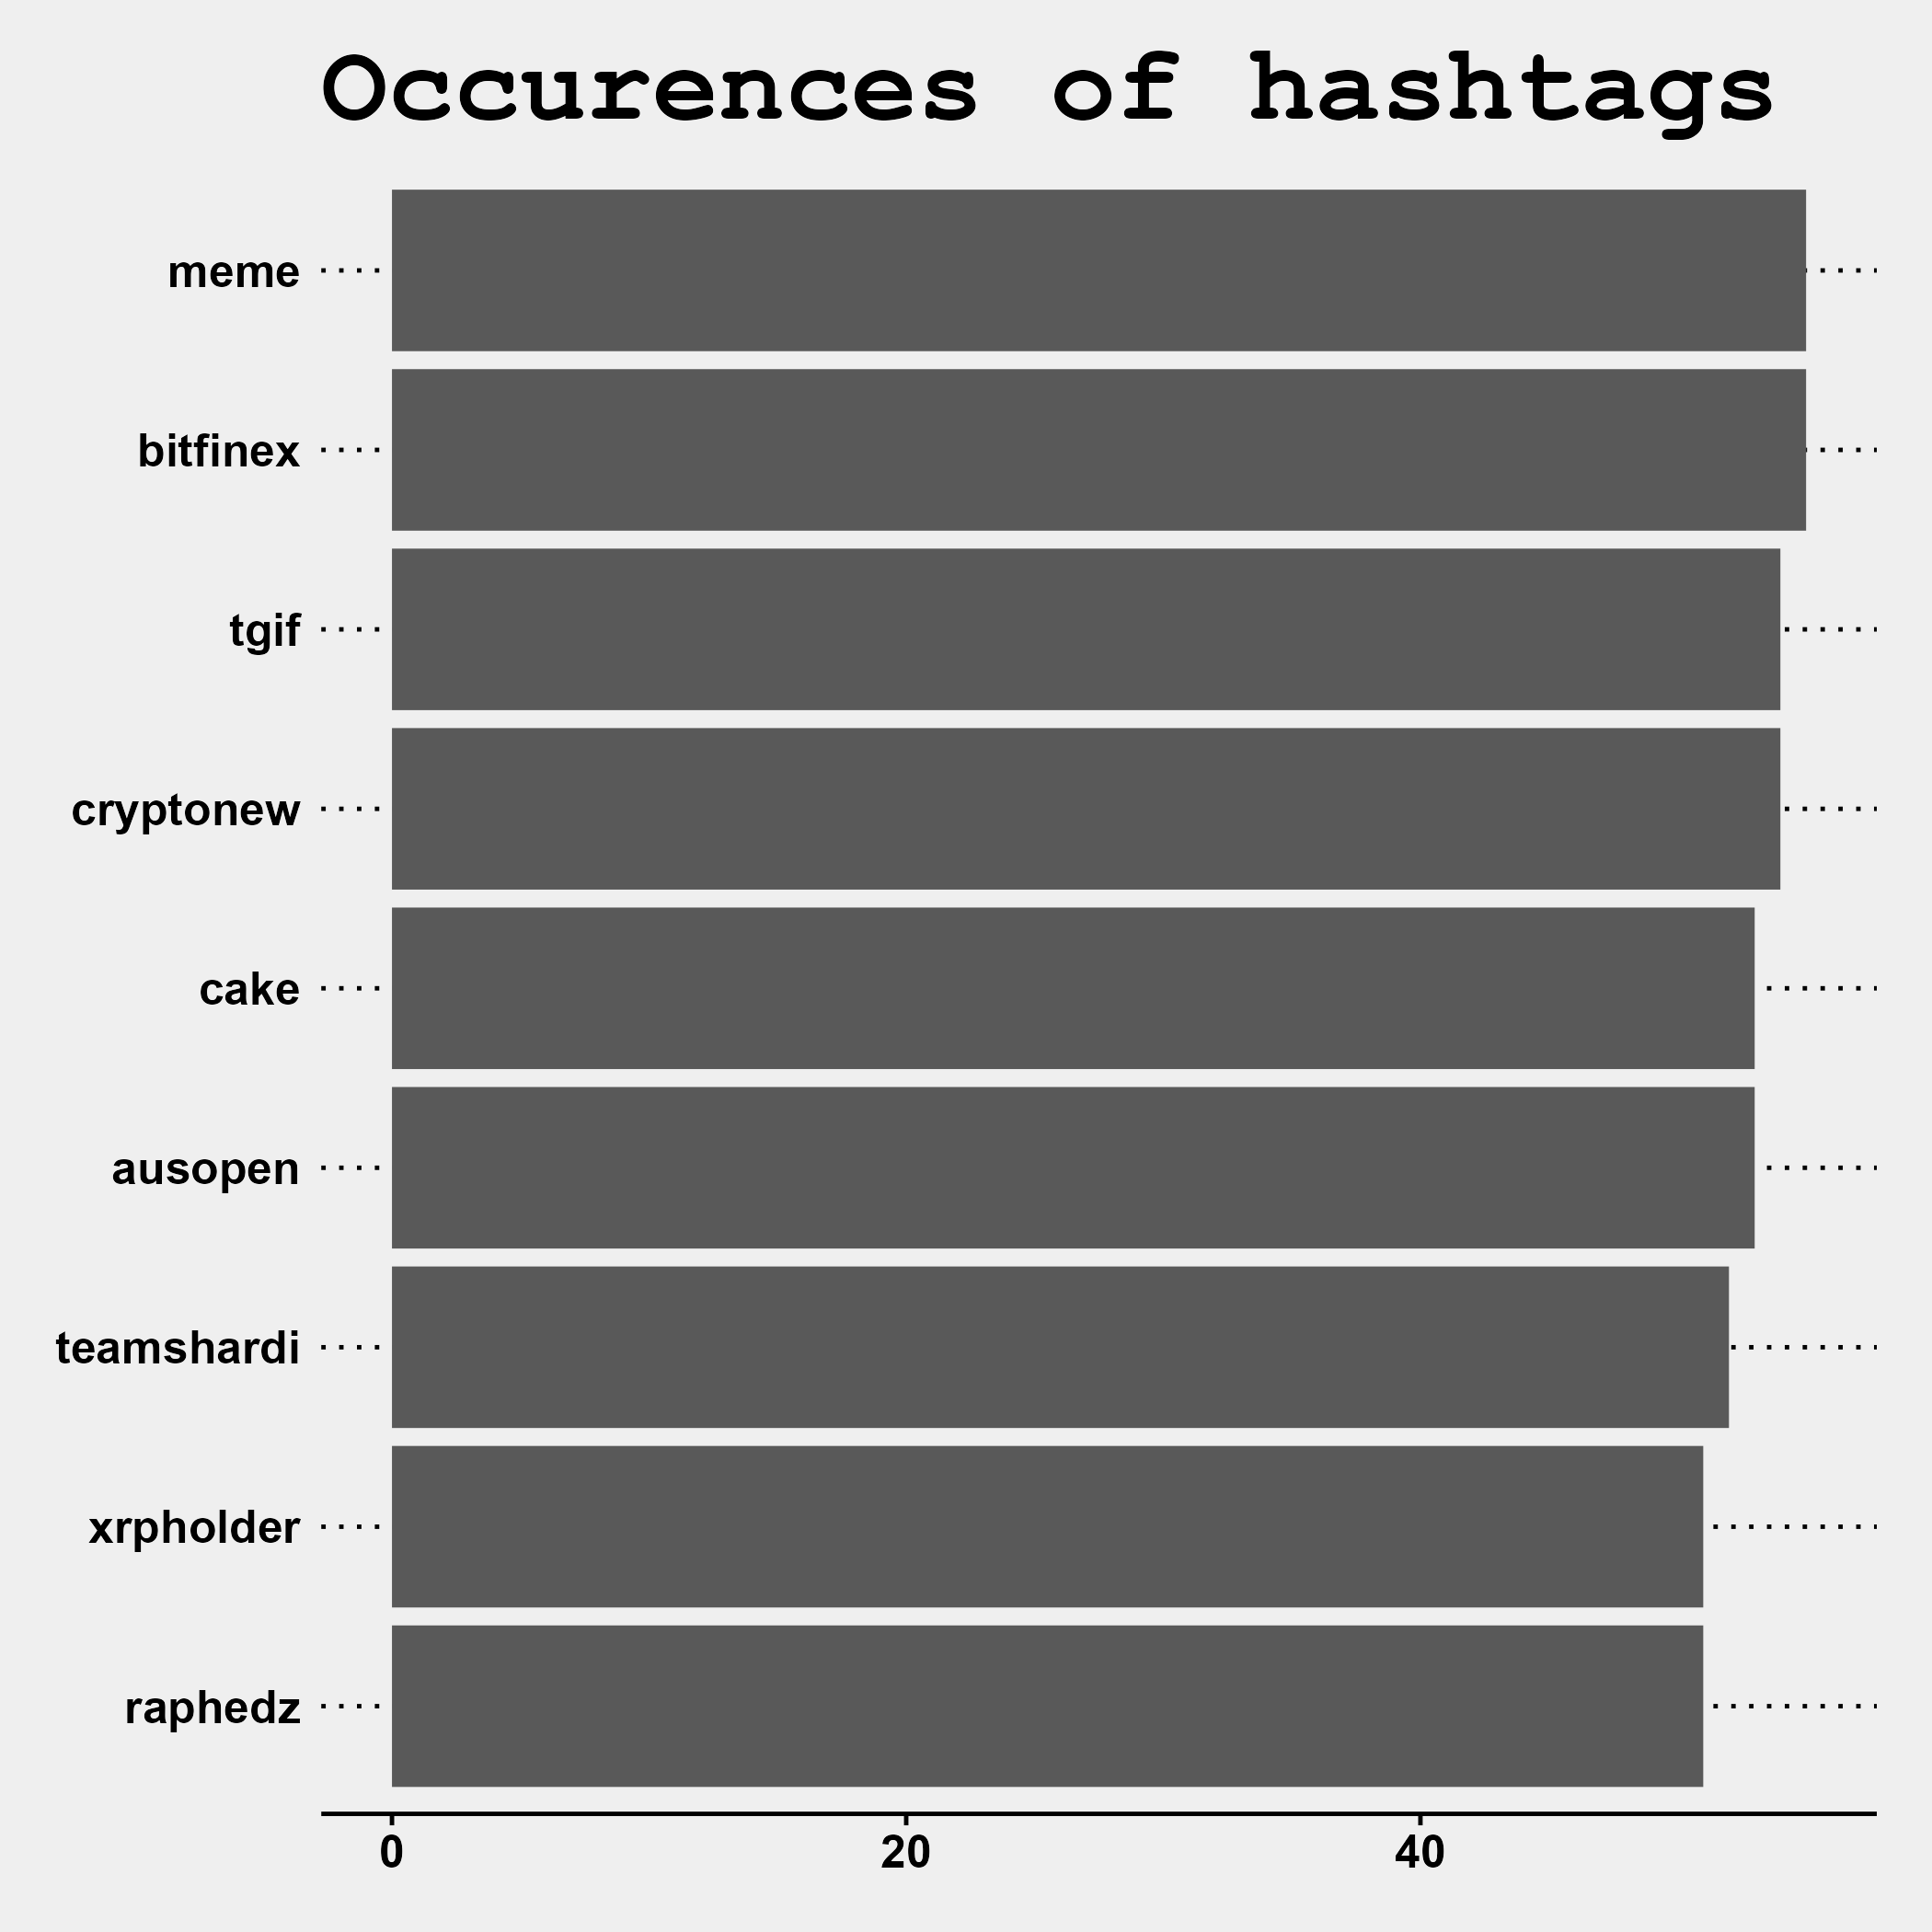 Occurences of hashtags
meme
bitfinex
tgif
cryptonew
cake
ausopen
teamshardi
xrpholder
raphedz
0 20 40